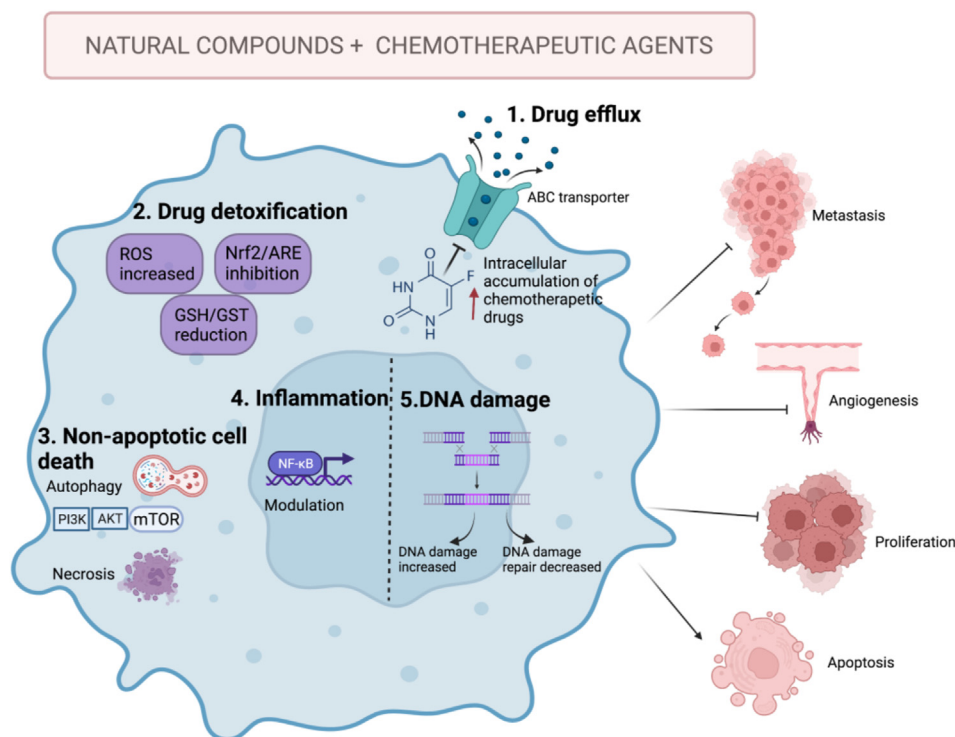 NATURAL COMPOUNDS + CHEMOTHERAPEUTIC AGENTS
1. Drug efflux
ABC transporter
2. Drug detoxification
ROS
increased
Nrf2/ARE
inhibition
GSH/GST
reduction
O
F
HN
O
N
H
Intracellular
accumulation of
chemotherapetic
drugs
3. Non-apoptotic cell
death
Autophagy
PI3K
AKT
mTOR
Necrosis
4. Inflammation
NF-κB
Modulation
5.DNA damage
DNA damage
increased
DNA damage
repair decreased
Metastasis
Angiogenesis
Proliferation
Apoptosis